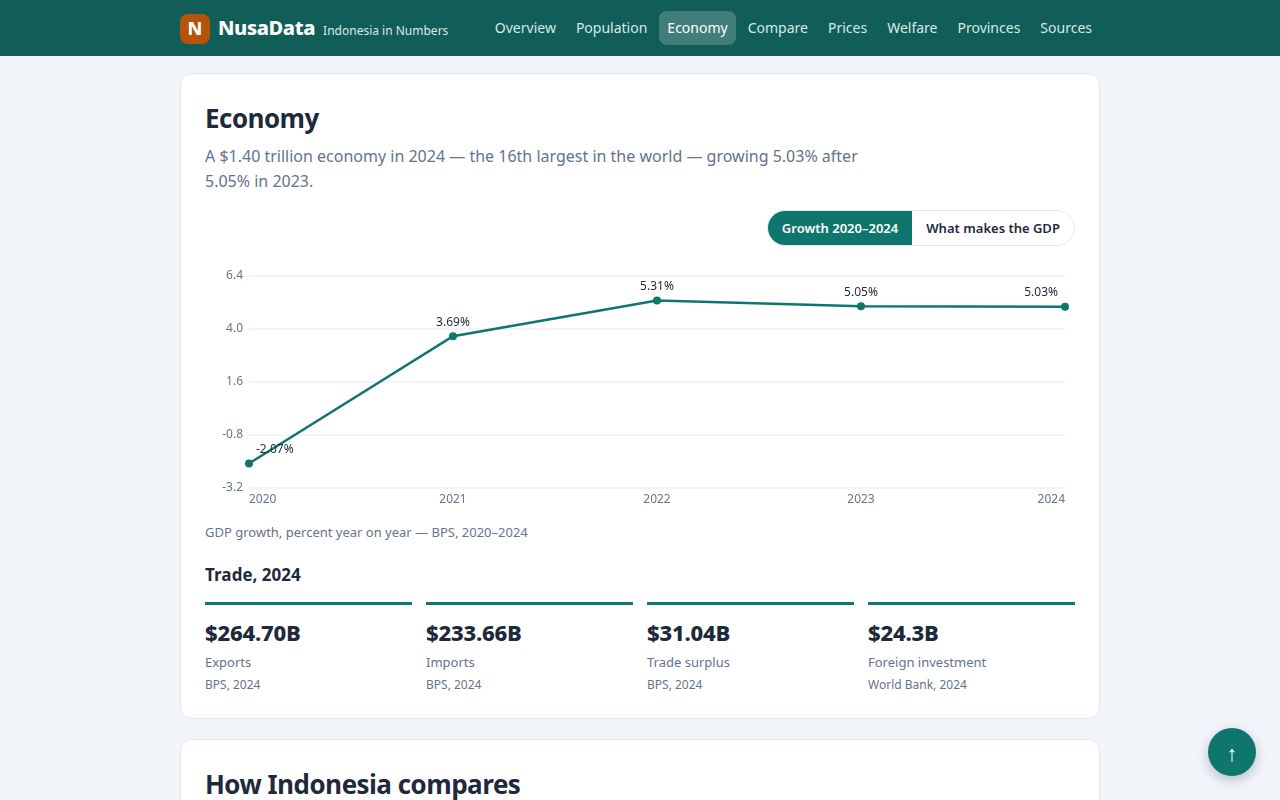 N NusaData Indonesia in Numbers Overview Population Economy Compare Prices Welfare Provinces Sources
Economy
A $1.40 trillion economy in 2024 — the 16th largest in the world — growing 5.03% after
5.05% in 2023.
Growth 2020–2024 What makes the GDP
6.4
5.31%
5.05%
5.03%
4.0
3.69%
1.6
-0.8
-2.07%
-3.2
2020 2021 2022 2023 2024
GDP growth, percent year on year — BPS, 2020–2024
Trade, 2024
$264.70B $233.66B $31.04B $24.3B
Exports Imports Trade surplus Foreign investment
BPS, 2024 BPS, 2024 BPS, 2024 World Bank, 2024
↑
How Indonesia compares